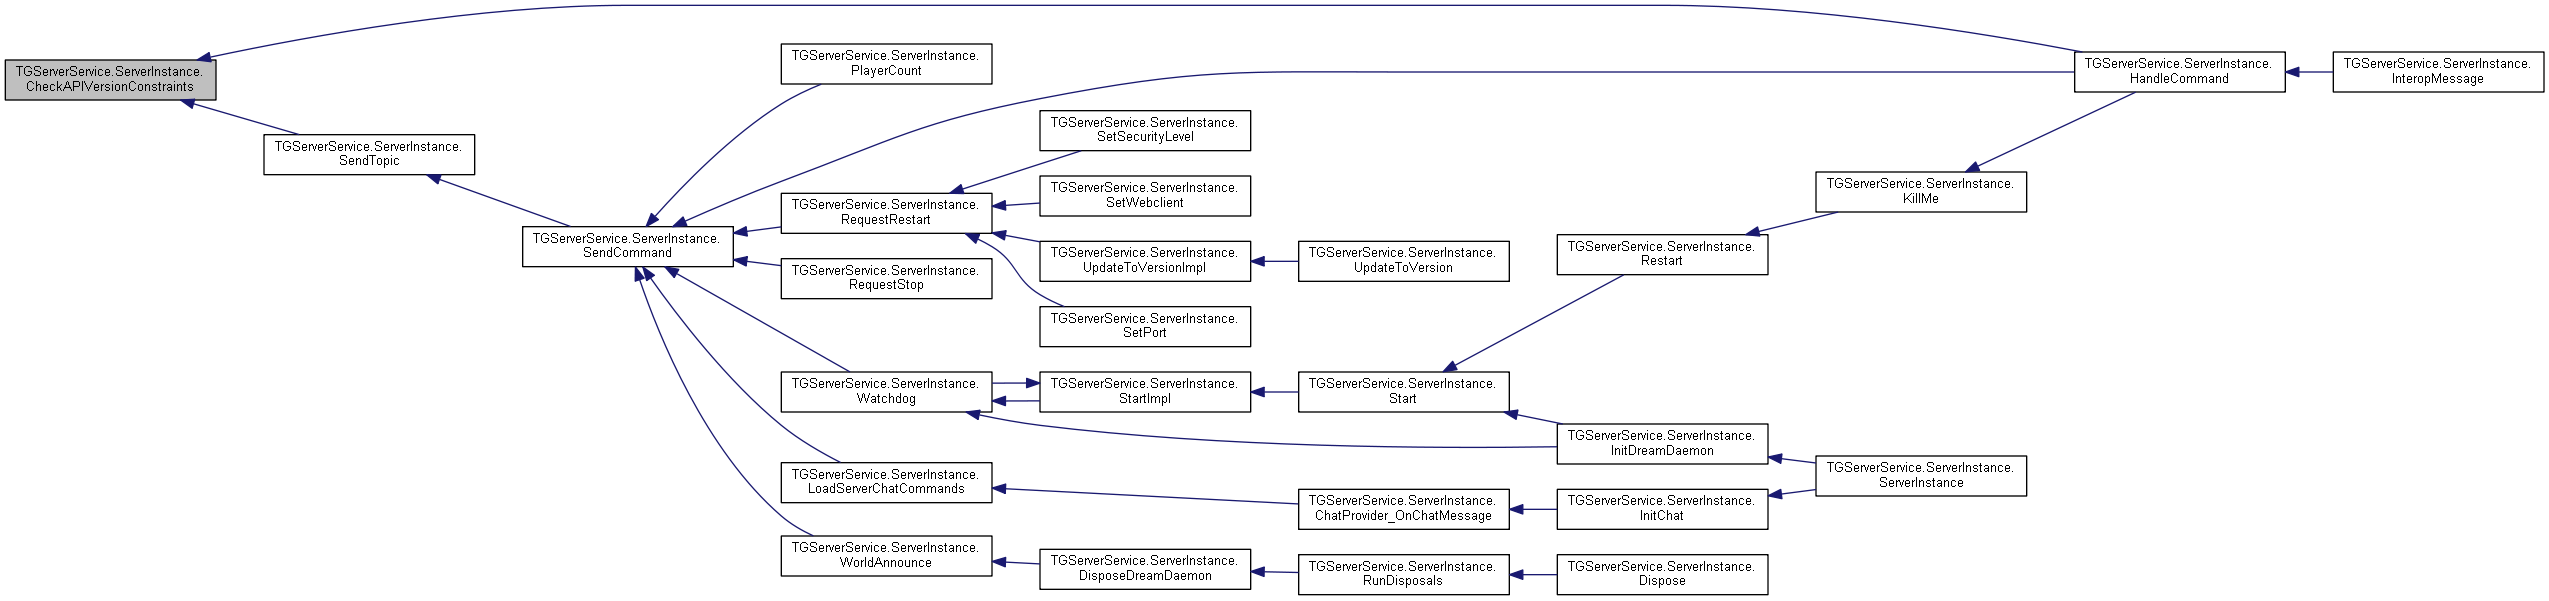 TGServerService.ServerInstance.
CheckAPIVersionConstraints
TGServerService.ServerInstance.
SendTopic
TGServerService.ServerInstance.
SendCommand
TGServerService.ServerInstance.
PlayerCount
TGServerService.ServerInstance.
RequestRestart
TGServerService.ServerInstance.
RequestStop
TGServerService.ServerInstance.
Watchdog
TGServerService.ServerInstance.
LoadServerChatCommands
TGServerService.ServerInstance.
WorldAnnounce
TGServerService.ServerInstance.
SetSecurityLevel
TGServerService.ServerInstance.
SetWebclient
TGServerService.ServerInstance.
UpdateToVersionImpl
TGServerService.ServerInstance.
SetPort
TGServerService.ServerInstance.
StartImpl
TGServerService.ServerInstance.
DisposeDreamDaemon
TGServerService.ServerInstance.
UpdateToVersion
TGServerService.ServerInstance.
Start
TGServerService.ServerInstance.
ChatProvider_OnChatMessage
TGServerService.ServerInstance.
RunDisposals
TGServerService.ServerInstance.
Restart
TGServerService.ServerInstance.
InitDreamDaemon
TGServerService.ServerInstance.
InitChat
TGServerService.ServerInstance.
Dispose
TGServerService.ServerInstance.
KillMe
TGServerService.ServerInstance.
ServerInstance
TGServerService.ServerInstance.
HandleCommand
TGServerService.ServerInstance.
InteropMessage